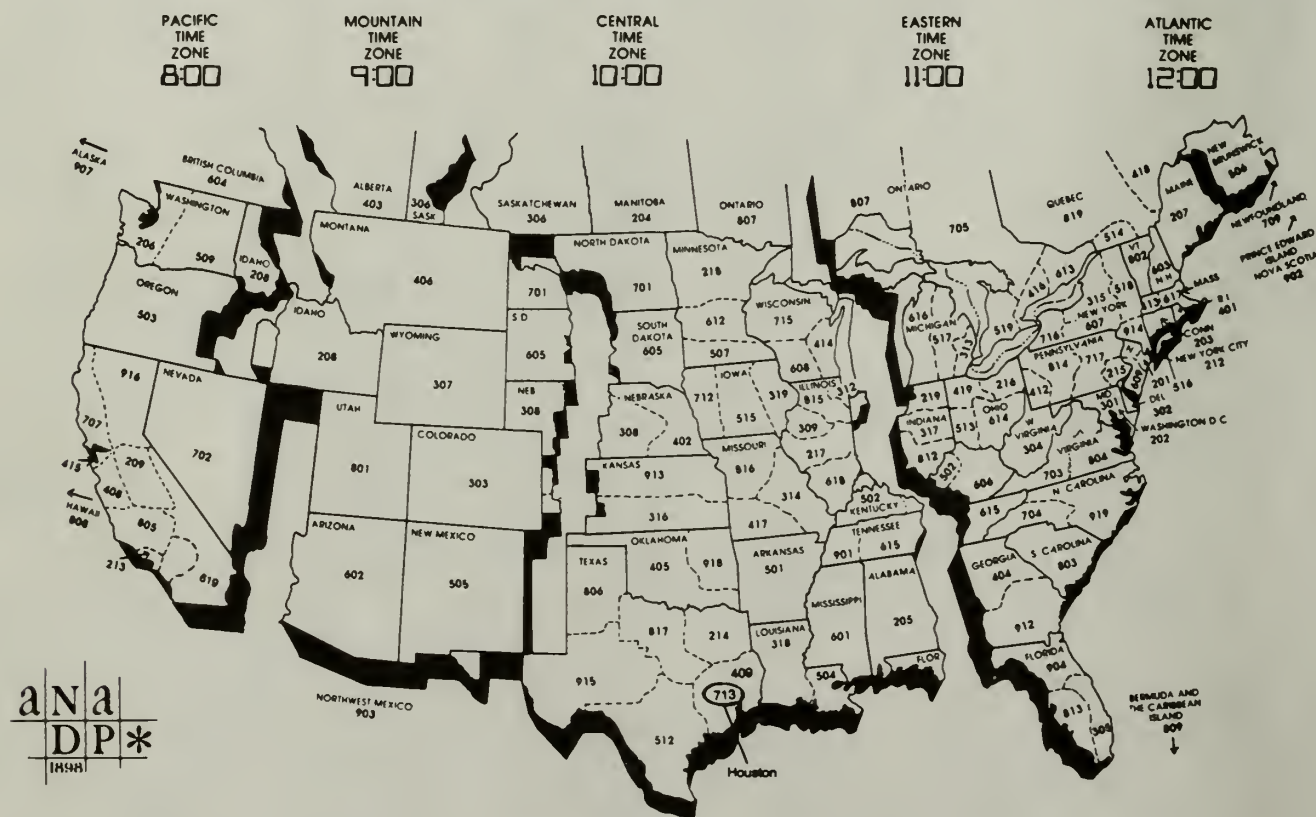 PACIFIC
TIME
ZONE
8:00
MOUNTAIN
TIME
ZONE
9:00
CENTRAL
TIME
ZONE
10:00
EASTERN
TIME
ZONE
11:00
ATLANTIC
TIME
ZONE
12:00
ALASKA
907
BRITISH COLUMBIA
604
ALBERTA
403
306
SASK
SASKATCHEWAN
306
MANITOBA
204
ONTARIO
807
ONTARIO
807
705
QUEBEC
819
418
NEW
BRUNSWICK
506
MAINE
207
NEWFOUNDLAND
709
PRINCE EDWARD
ISLAND
NOVA SCOTIA
902
WASHINGTON
206
509
IDAHO
208
MONTANA
406
NORTH DAKOTA
701
701
MINNESOTA
218
WISCONSIN
715
616
MICHIGAN
517
313
519
416
613
514
VT
802
603
N H
OREGON
503
IDAHO
208
WYOMING
307
S D
605
SOUTH
DAKOTA
605
612
507
414
608
315
518
NEW YORK
607
716
413
617
MASS
R I
401
914
CONN
203
NEW YORK CITY
212
516
201
609
PENNSYLVANIA
814
717
215
412
916
NEVADA
702
707
UTAH
801
COLORADO
303
NEB
308
NEBRASKA
308
402
IOWA
712
515
319
ILLINOIS
815
312
309
217
618
219
INDIANA
317
812
419
216
OHIO
614
513
W
VIRGINIA
304
MD
301
DEL
302
WASHINGTON D C
202
VIRGINIA
804
703
415
209
408
HAWAII
808
805
213
619
ARIZONA
602
NEW MEXICO
505
KANSAS
913
316
MISSOURI
816
314
417
502
KENTUCKY
502
606
TENNESSEE
901
615
615
N CAROLINA
704
919
OKLAHOMA
405
918
ARKANSAS
501
TEXAS
806
817
214
915
409
713
512
Houston
LOUISIANA
318
504
MISSISSIPPI
601
ALABAMA
205
FLOR
GEORGIA
404
912
S CAROLINA
803
FLORIDA
904
813
305
NORTHWEST MEXICO
903
BERMUDA AND
THE CARIBBEAN
ISLAND
809
aNa
DP*
1898